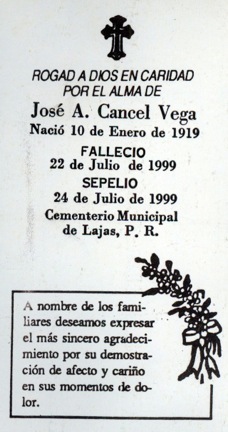 ROGAD A DIOS EN CARIDAD
POR EL ALMA DE
José A. Cancel Vega
Nació 10 de Enero de 1919
FALLECIO
22 de Julio de 1999
SEPELIO
24 de Julio de 1999
Cementerio Municipal
de Lajas, P. R.
A nombre de los fami-
liares deseamos expresar
el más sincero agradeci-
miento por su demostra-
ción de afecto y cariño
en sus momentos de do-
lor.